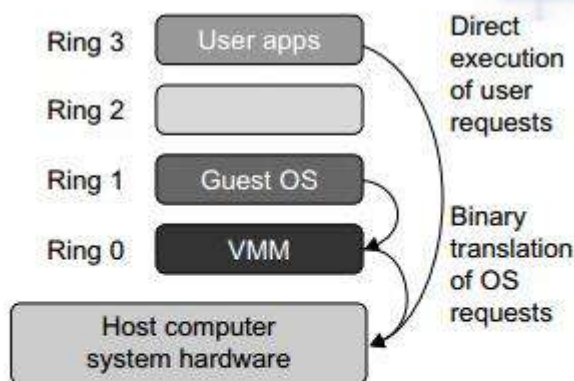 Ring 3
User apps
Direct
execution
of user
requests
Ring 2
Ring 1
Guest OS
Ring 0
VMM
Binary
translation
of OS
requests
Host computer
system hardware